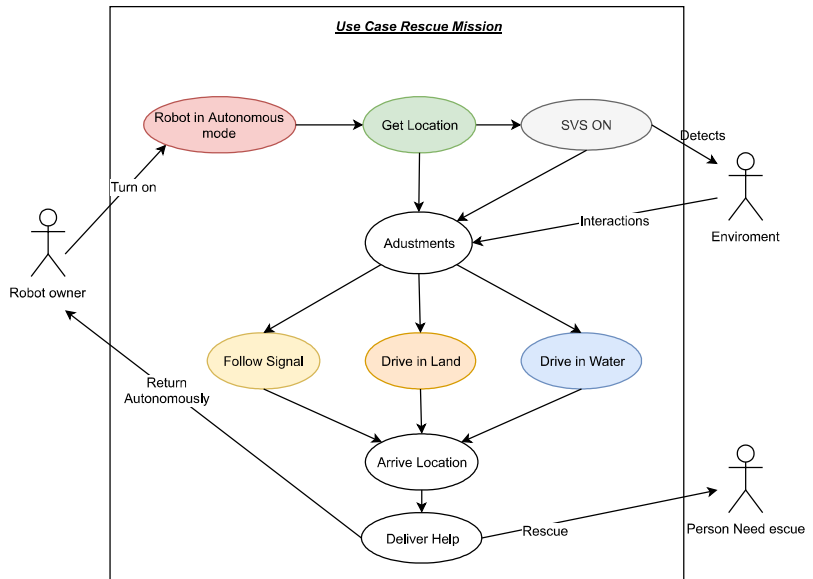 Use Case Rescue Mission
Robot in Autonomous
mode
Get Location
SVS ON
Detects
Turn on
Interactions
Enviroment
Adustments
Robot owner
Follow Signal
Drive in Land
Drive in Water
Return
Autonomously
Arrive Location
Deliver Help
Rescue
Person Need escue